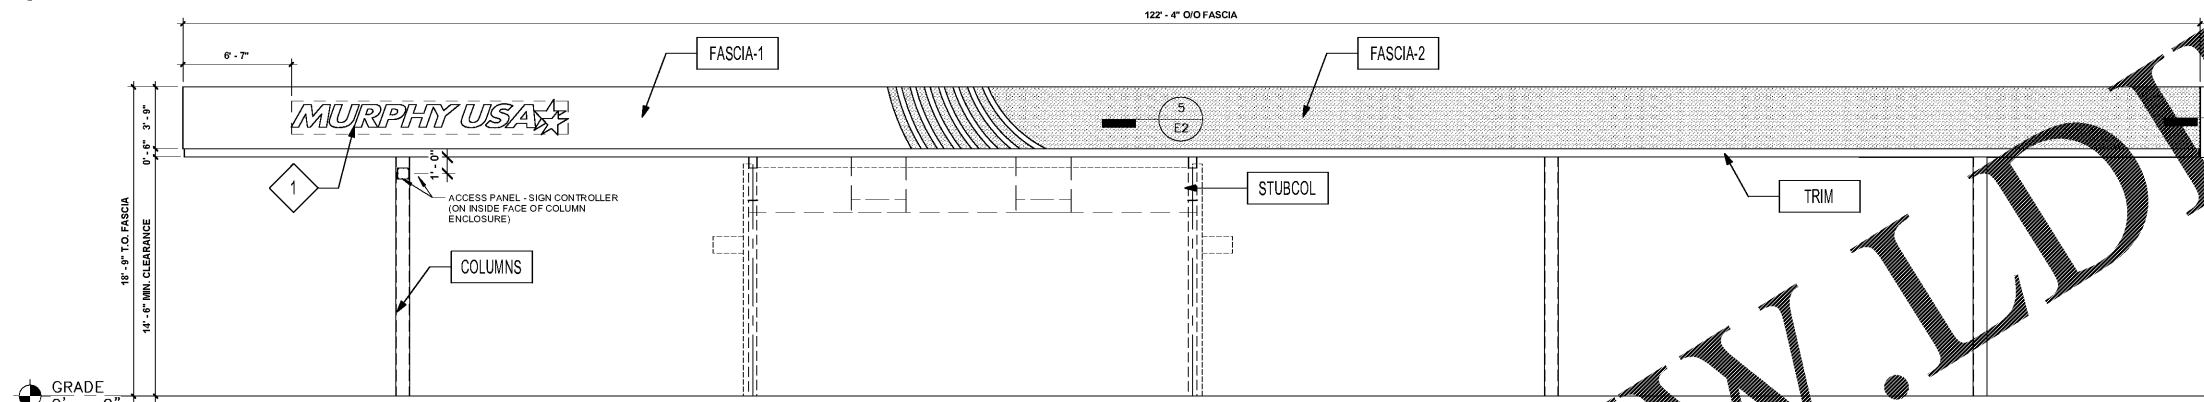 122' - 4" O/O FASCIA
6' - 7"
FASCIA-1
FASCIA-2
MURPHY USA
5
E2
3' - 9"
0' - 6"
1' - 0"
1
ACCESS PANEL - SIGN CONTROLLER
(ON INSIDE FACE OF COLUMN
ENCLOSURE)
STUBCOL
TRIM
18' - 9" T.O. FASCIA
14' - 6" MIN. CLEARANCE
COLUMNS
GRADE
W.LD